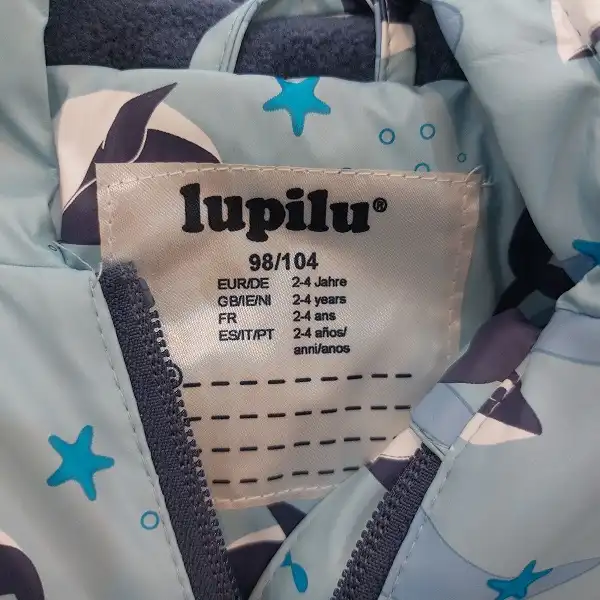 lupilu®
98/104
EUR/DE 2-4 Jahre
GB/IE/NI 2-4 years
FR 2-4 ans
ES/IT/PT 2-4 años/
anni/anos